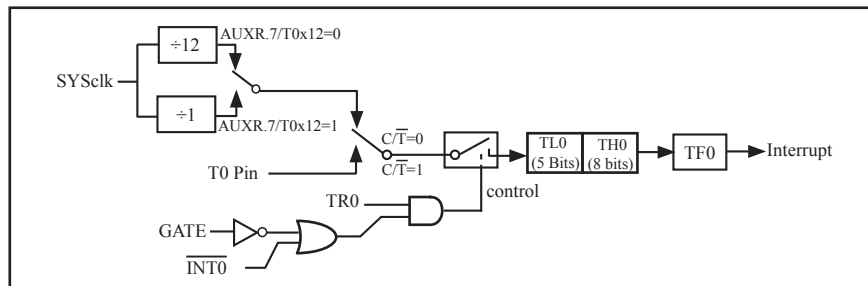 ÷12
AUXR.7/T0x12=0
SYSclk
÷1
AUXR.7/T0x12=1
C/T̅=0
C/T̅=1
T0 Pin
TL0
(5 Bits)
TH0
(8 bits)
TF0
Interrupt
control
TR0
GATE
I̅N̅T̅0̅